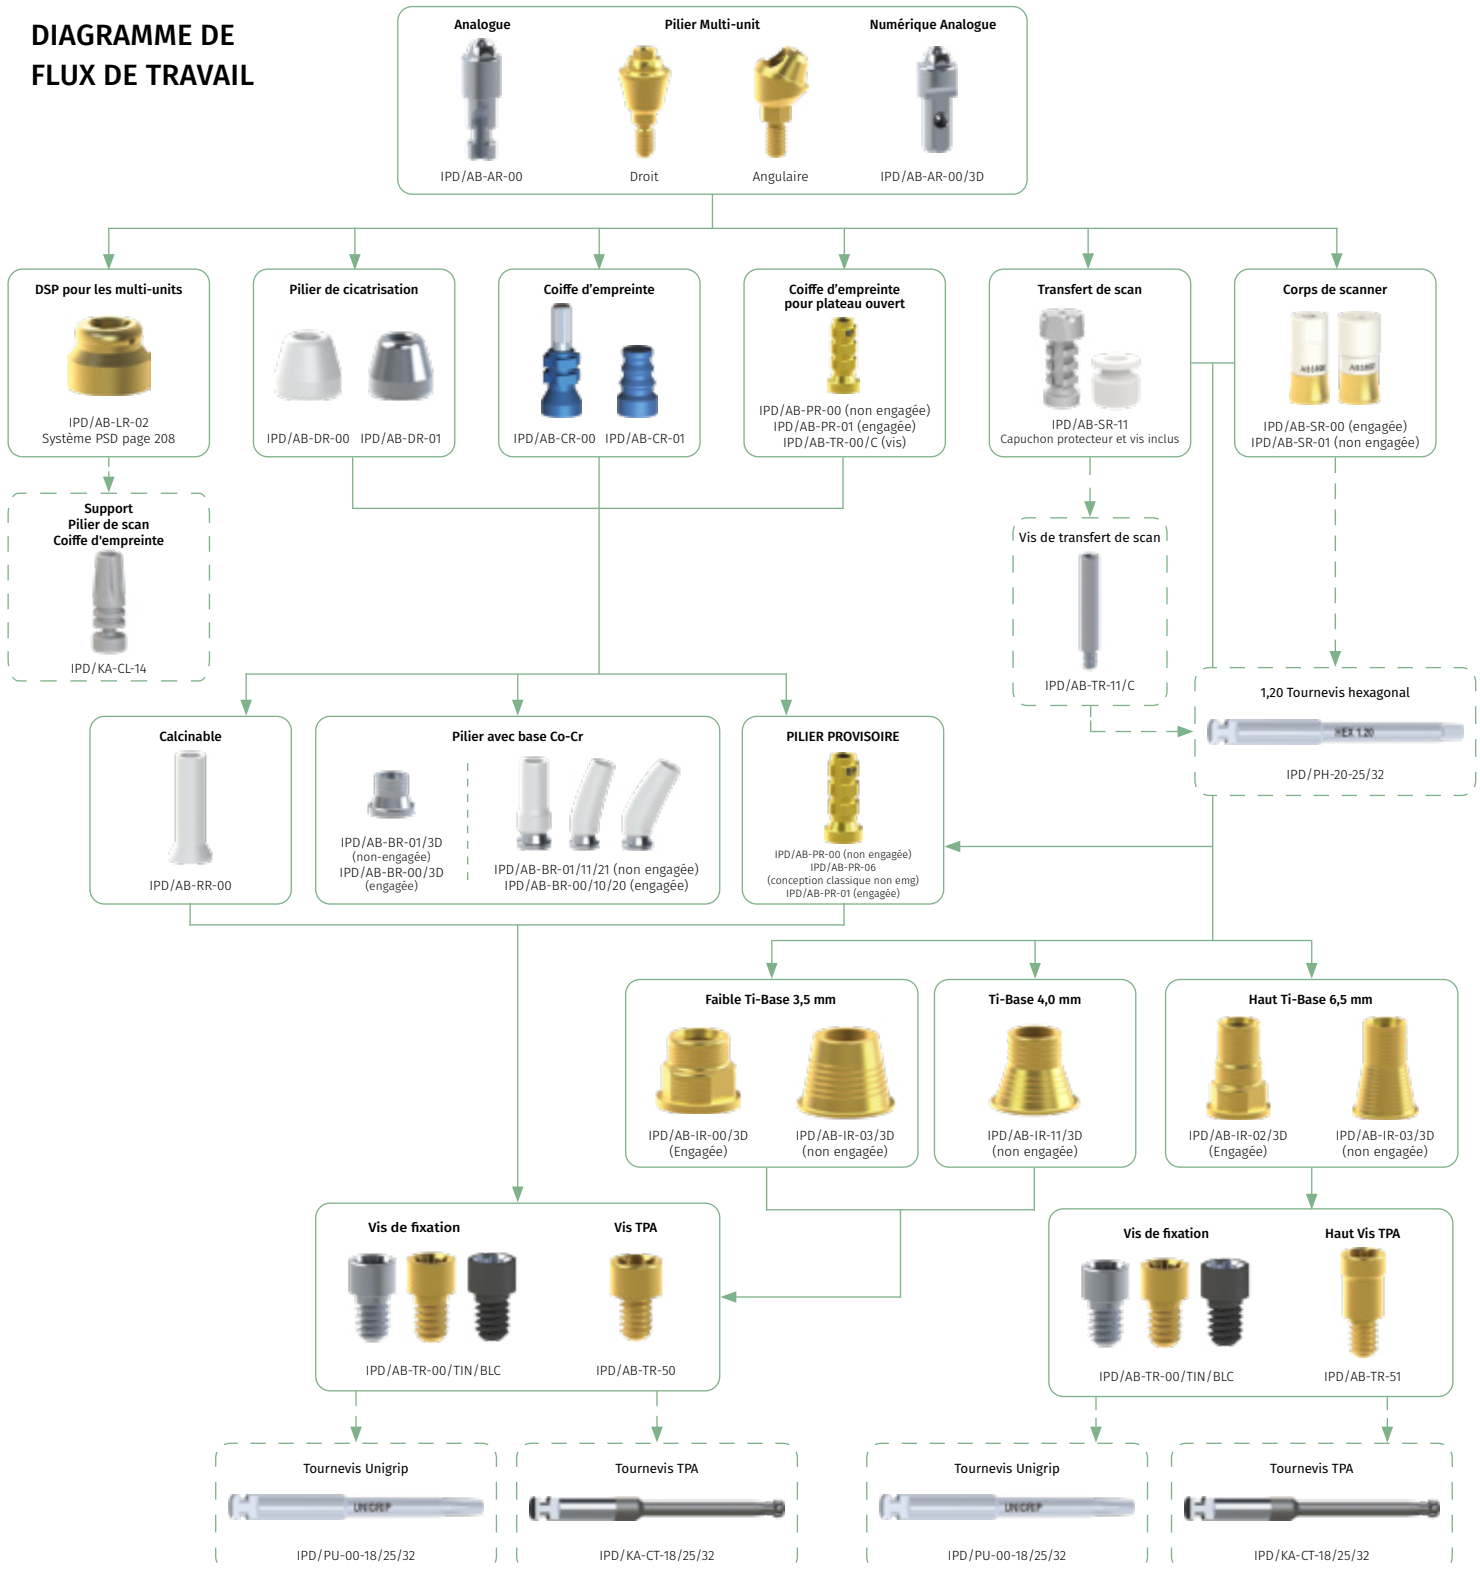 DIAGRAMME DE
FLUX DE TRAVAIL
Analogue
Pilier Multi-unit
Numérique Analogue
IPD/AB-AR-00
Droit
Angulaire
IPD/AB-AR-00/3D
DSP pour les multi-units
IPD/AB-LR-02
Système PSD page 208
Pilier de cicatrisation
IPD/AB-DR-00
IPD/AB-DR-01
Coiffe d'empreinte
IPD/AB-CR-00
IPD/AB-CR-01
Coiffe d'empreinte
pour plateau ouvert
IPD/AB-PR-00 (non engagée)
IPD/AB-PR-01 (engagée)
IPD/AB-TR-00/C (vis)
Transfert de scan
IPD/AB-SR-11
Capuchon protecteur et vis inclus
Corps de scanner
IPD/AB-SR-00 (engagée)
IPD/AB-SR-01 (non engagée)
Support
Pilier de scan
Coiffe d'empreinte
IPD/KA-CL-14
Vis de transfert de scan
IPD/AB-TR-11/C
1,20 Tournevis hexagonal
HEX 1.20
IPD/PH-20-25/32
Calcinable
IPD/AB-RR-00
Pilier avec base Co-Cr
IPD/AB-BR-01/3D
(non-engagée)
IPD/AB-BR-00/3D
(engagée)
IPD/AB-BR-01/11/21 (non engagée)
IPD/AB-BR-00/10/20 (engagée)
PILIER PROVISOIRE
IPD/AB-PR-00 (non engagée)
IPD/AB-PR-06
(conception classique non emg)
IPD/AB-PR-01 (engagée)
Faible Ti-Base 3,5 mm
IPD/AB-IR-00/3D
(Engagée)
IPD/AB-IR-03/3D
(non engagée)
Ti-Base 4,0 mm
IPD/AB-IR-11/3D
(non engagée)
Haut Ti-Base 6,5 mm
IPD/AB-IR-02/3D
(Engagée)
IPD/AB-IR-03/3D
(non engagée)
Vis de fixation
Vis TPA
IPD/AB-TR-00/TIN/BLC
IPD/AB-TR-50
Vis de fixation
Haut Vis TPA
IPD/AB-TR-00/TIN/BLC
IPD/AB-TR-51
Tournevis Unigrip
UNIGRIP
IPD/PU-00-18/25/32
Tournevis TPA
IPD/KA-CT-18/25/32
Tournevis Unigrip
UNIGRIP
IPD/PU-00-18/25/32
Tournevis TPA
IPD/KA-CT-18/25/32